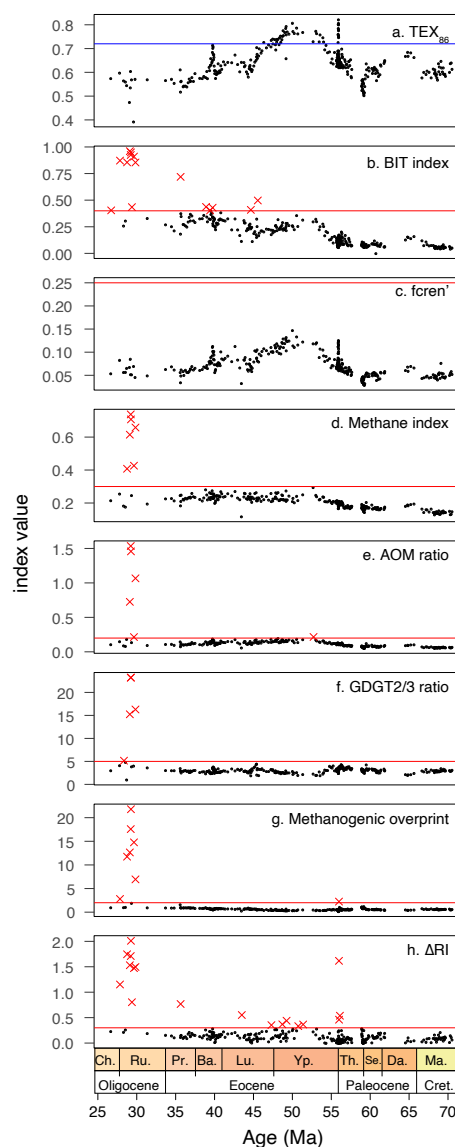 a. TEX₈₆
0.8
0.7
0.6
0.5
0.4
b. BIT index
1.00
0.75
0.50
0.25
0.00
c. fcren’
0.25
0.20
0.15
0.10
0.05
d. Methane index
0.6
0.4
0.2
index value
e. AOM ratio
1.5
1.0
0.5
0.0
f. GDGT2/3 ratio
20
15
10
5
0
g. Methanogenic overprint
20
15
10
5
0
h. ΔRI
2.0
1.5
1.0
0.5
0.0
Ch. Ru. Pr. Ba. Lu. Yp. Th. Se. Da. Ma.
Oligocene Eocene Paleocene Cret.
25 30 35 40 45 50 55 60 65 70
Age (Ma)